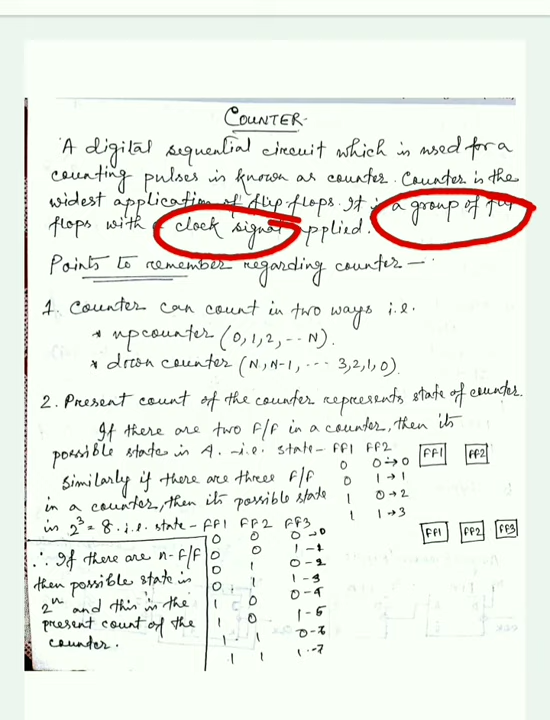 COUNTER-
A digital sequential circuit which is used for a
counting pulses is known as counter. Counter is the
widest application of flip flops. It is a group of flip
flops with a clock signal applied.
Points to remember regarding counter —
1. Counter can count in two ways i.e.
* up counter (0,1,2, -- N).
* down counter (N, N-1, --- 3,2,1,0).
2. Present count of the counter represents state of counter.
If there are two F/F in a counter, then its
possible state is 4. -i.e. state - FF1 FF2
0 0 → 0
0 1 → 1
1 0 → 2
1 1 → 3
FF1 FF2
Similarly if there are three F/F
in a counter, then its possible state
is 2³ = 8. i.e. state - FF1 FF2 FF3
0 0 0 → 0
0 0 1 - 1
0 1 0 - 2
0 1 1 - 3
1 0 0 - 4
1 0 1 - 5
1 1 0 - 6
1 1 1 - 7
FF1 FF2 FF3
∴ If there are n-F/F
then possible state is
2ⁿ and this is the
present count of the
counter.